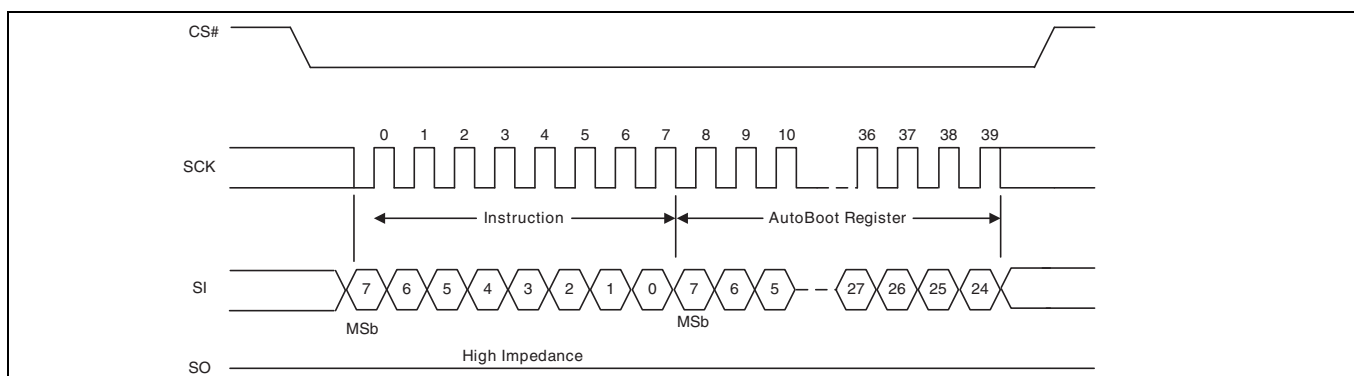 CS#
0 1 2 3 4 5 6 7 8 9 10 36 37 38 39
SCK
Instruction AutoBoot Register
SI 7 6 5 4 3 2 1 0 7 6 5 27 26 25 24
MSb MSb
High Impedance
SO